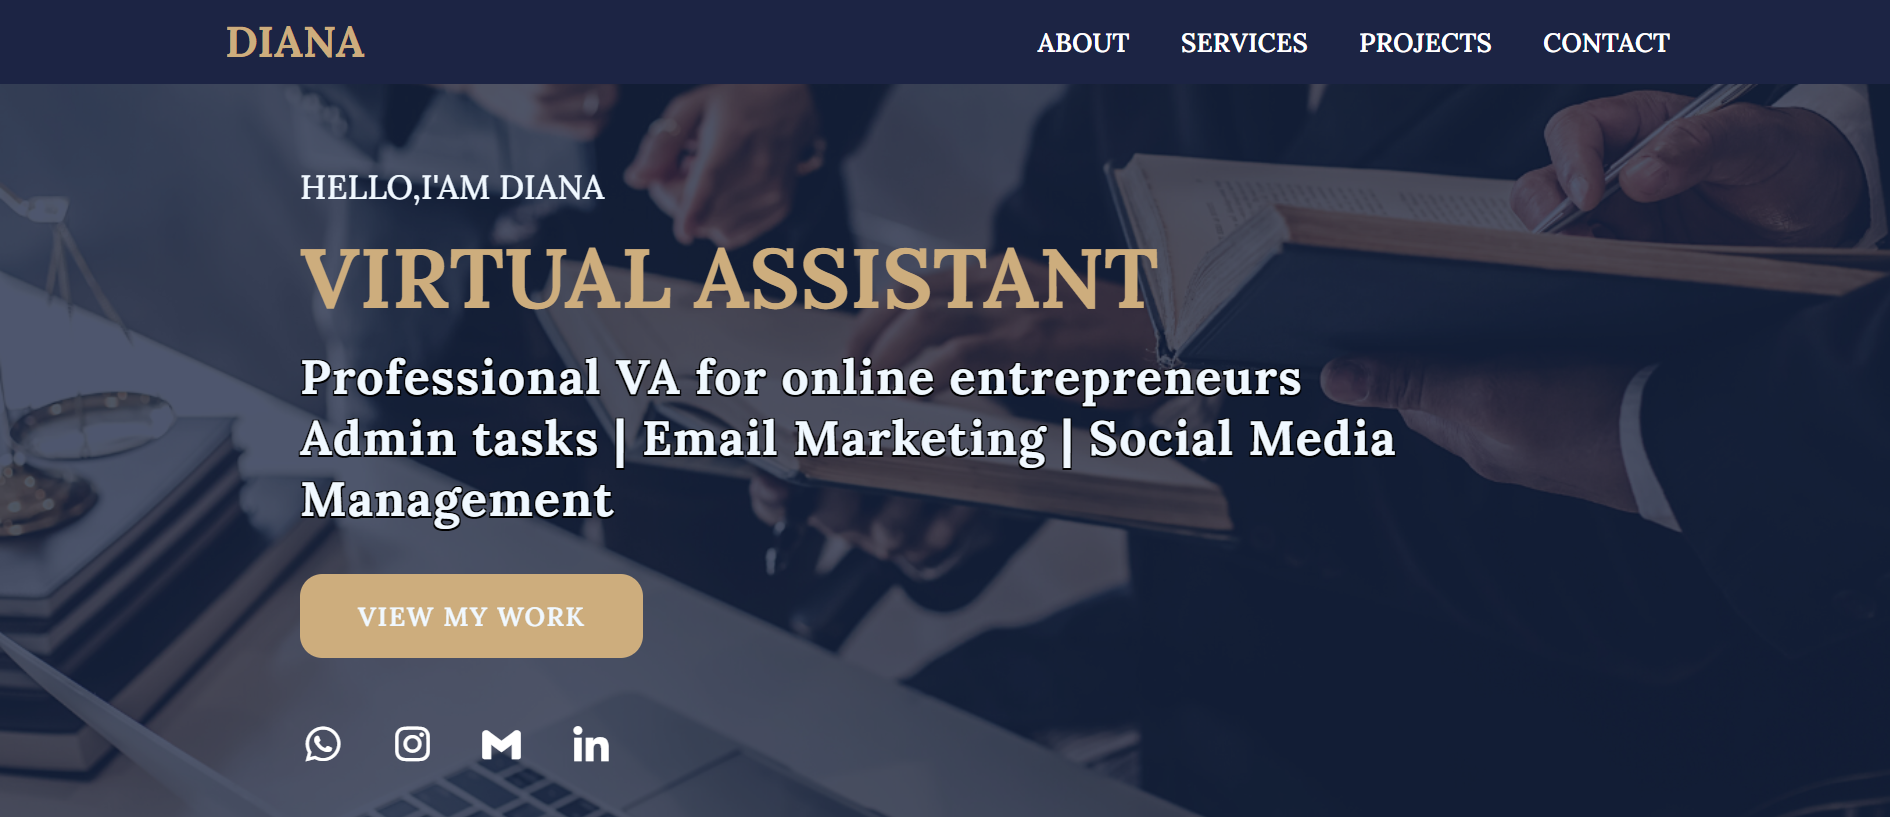 DIANA
ABOUT SERVICES PROJECTS CONTACT
HELLO,I'AM DIANA
VIRTUAL ASSISTANT
Professional VA for online entrepreneurs
Admin tasks | Email Marketing | Social Media
Management
VIEW MY WORK